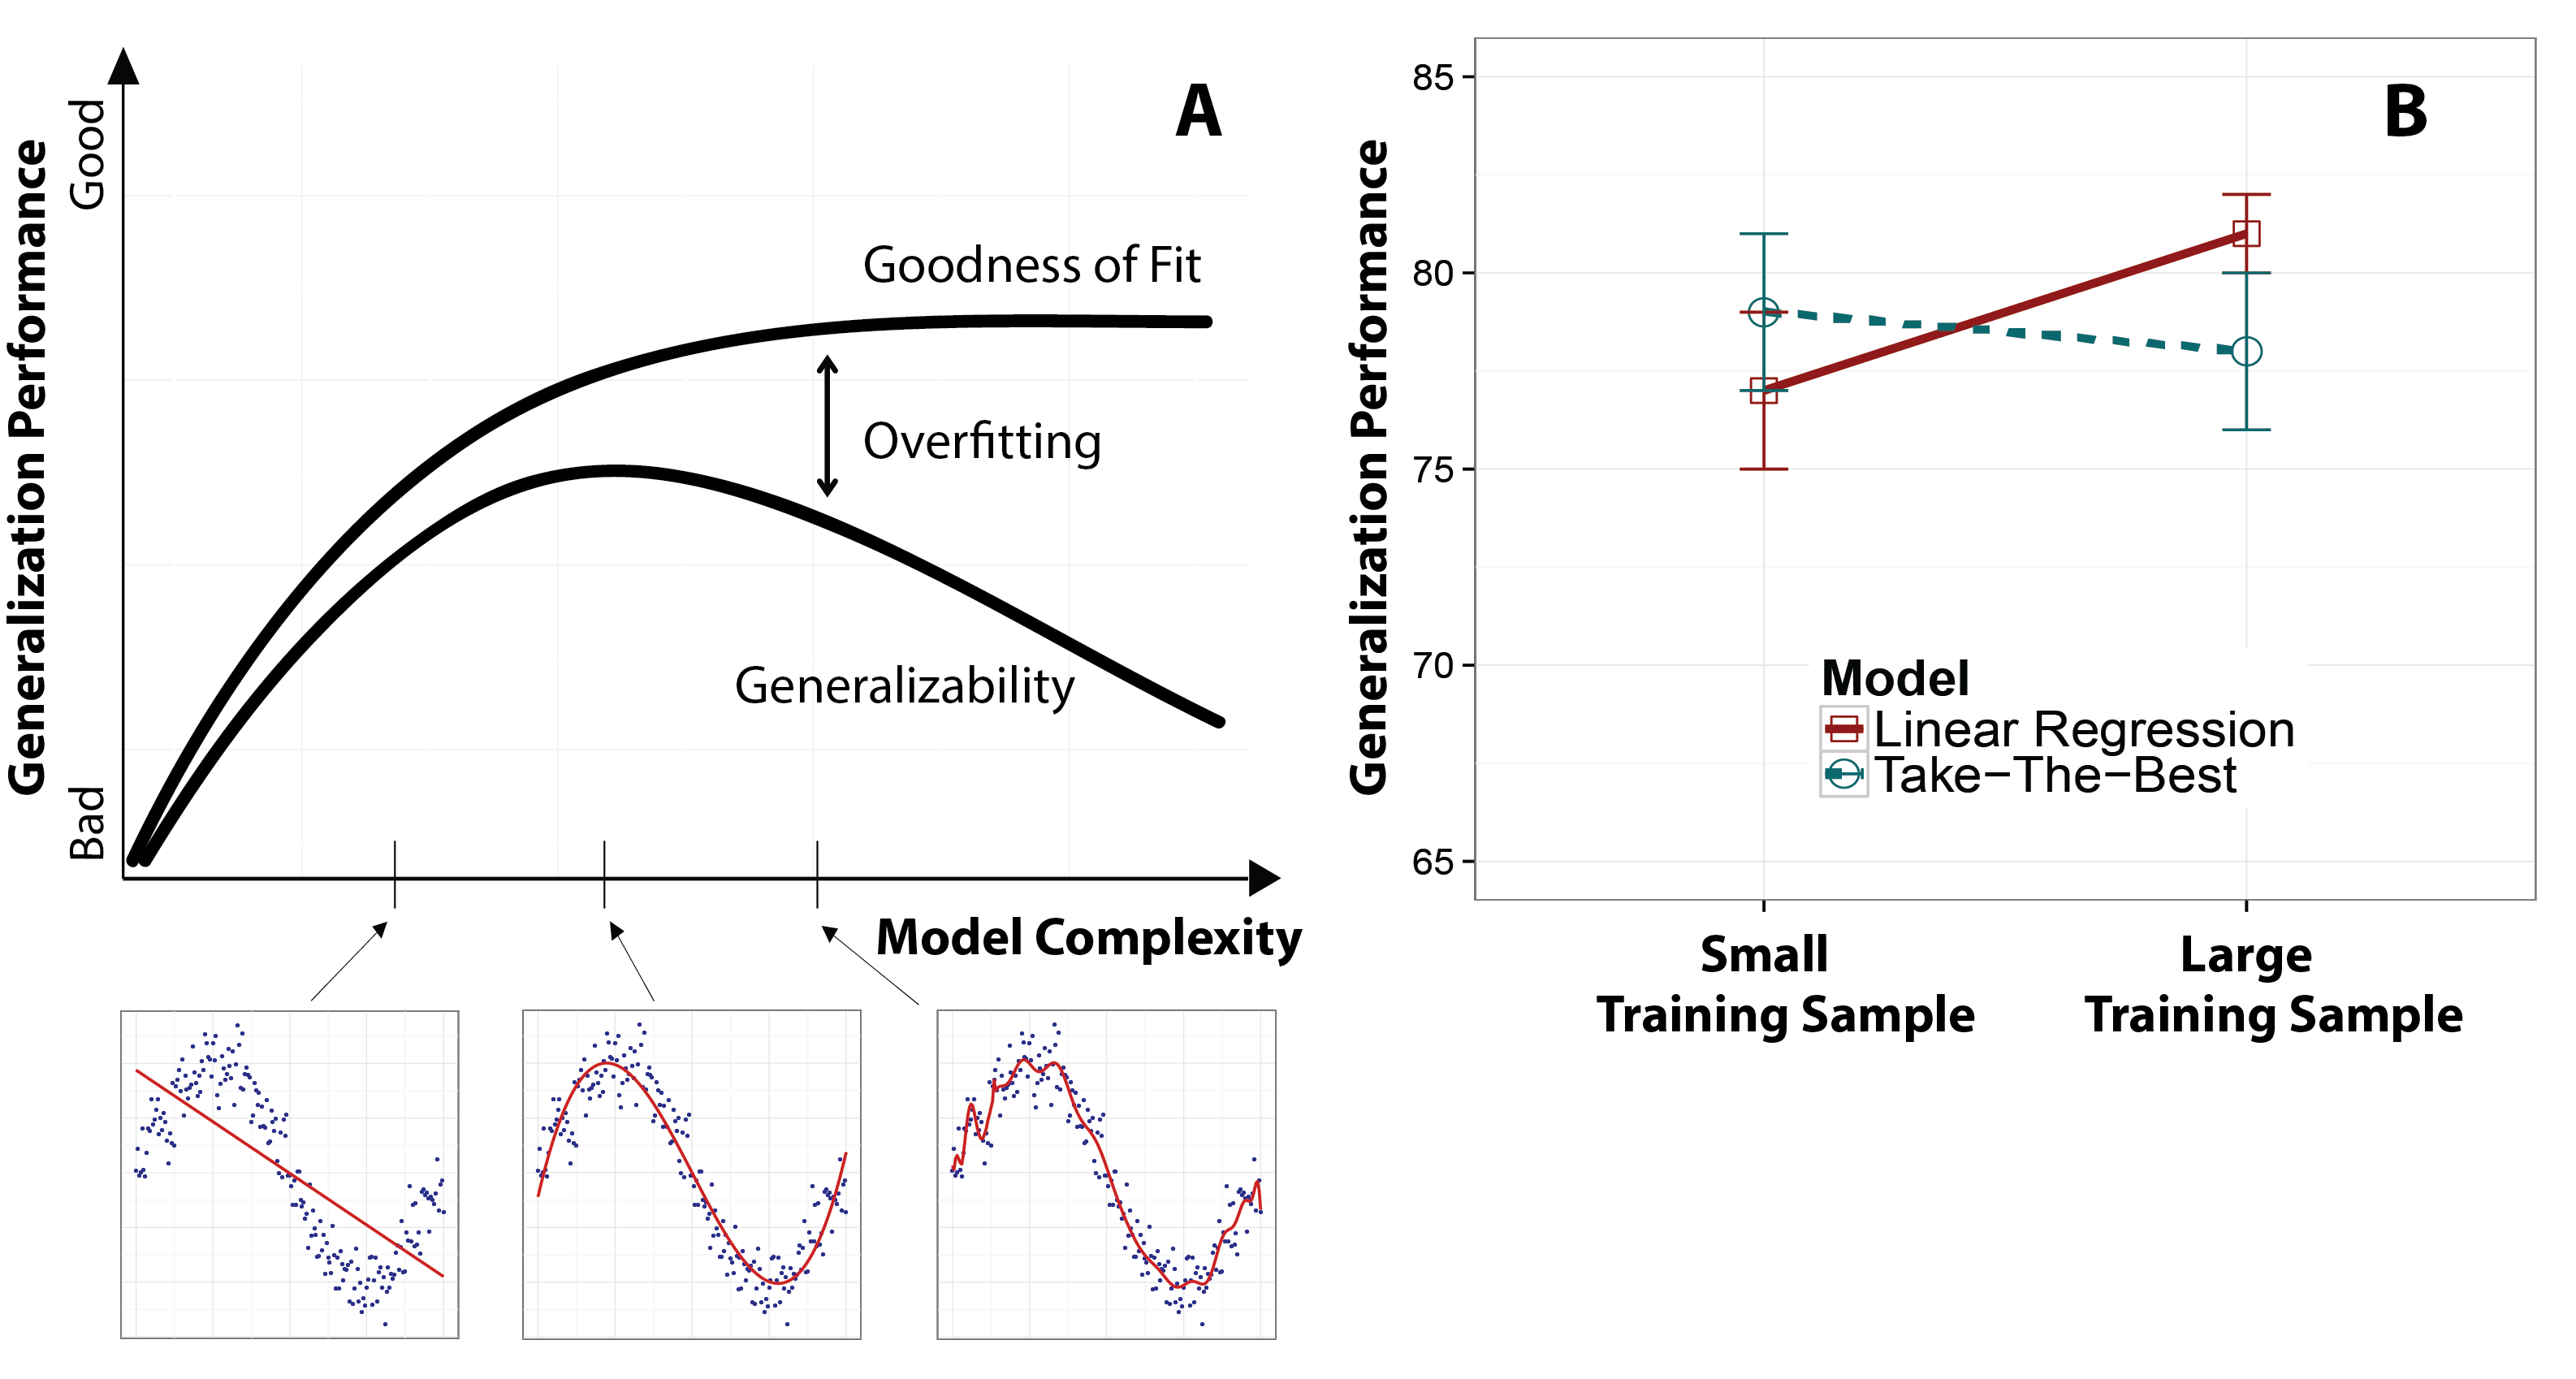 A
Good
Generalization Performance
Bad
Goodness of Fit
Overfitting
Generalizability
Model Complexity
B
Generalization Performance
85
80
75
70
65
Model
Linear Regression
Take−The−Best
Small
Training Sample
Large
Training Sample